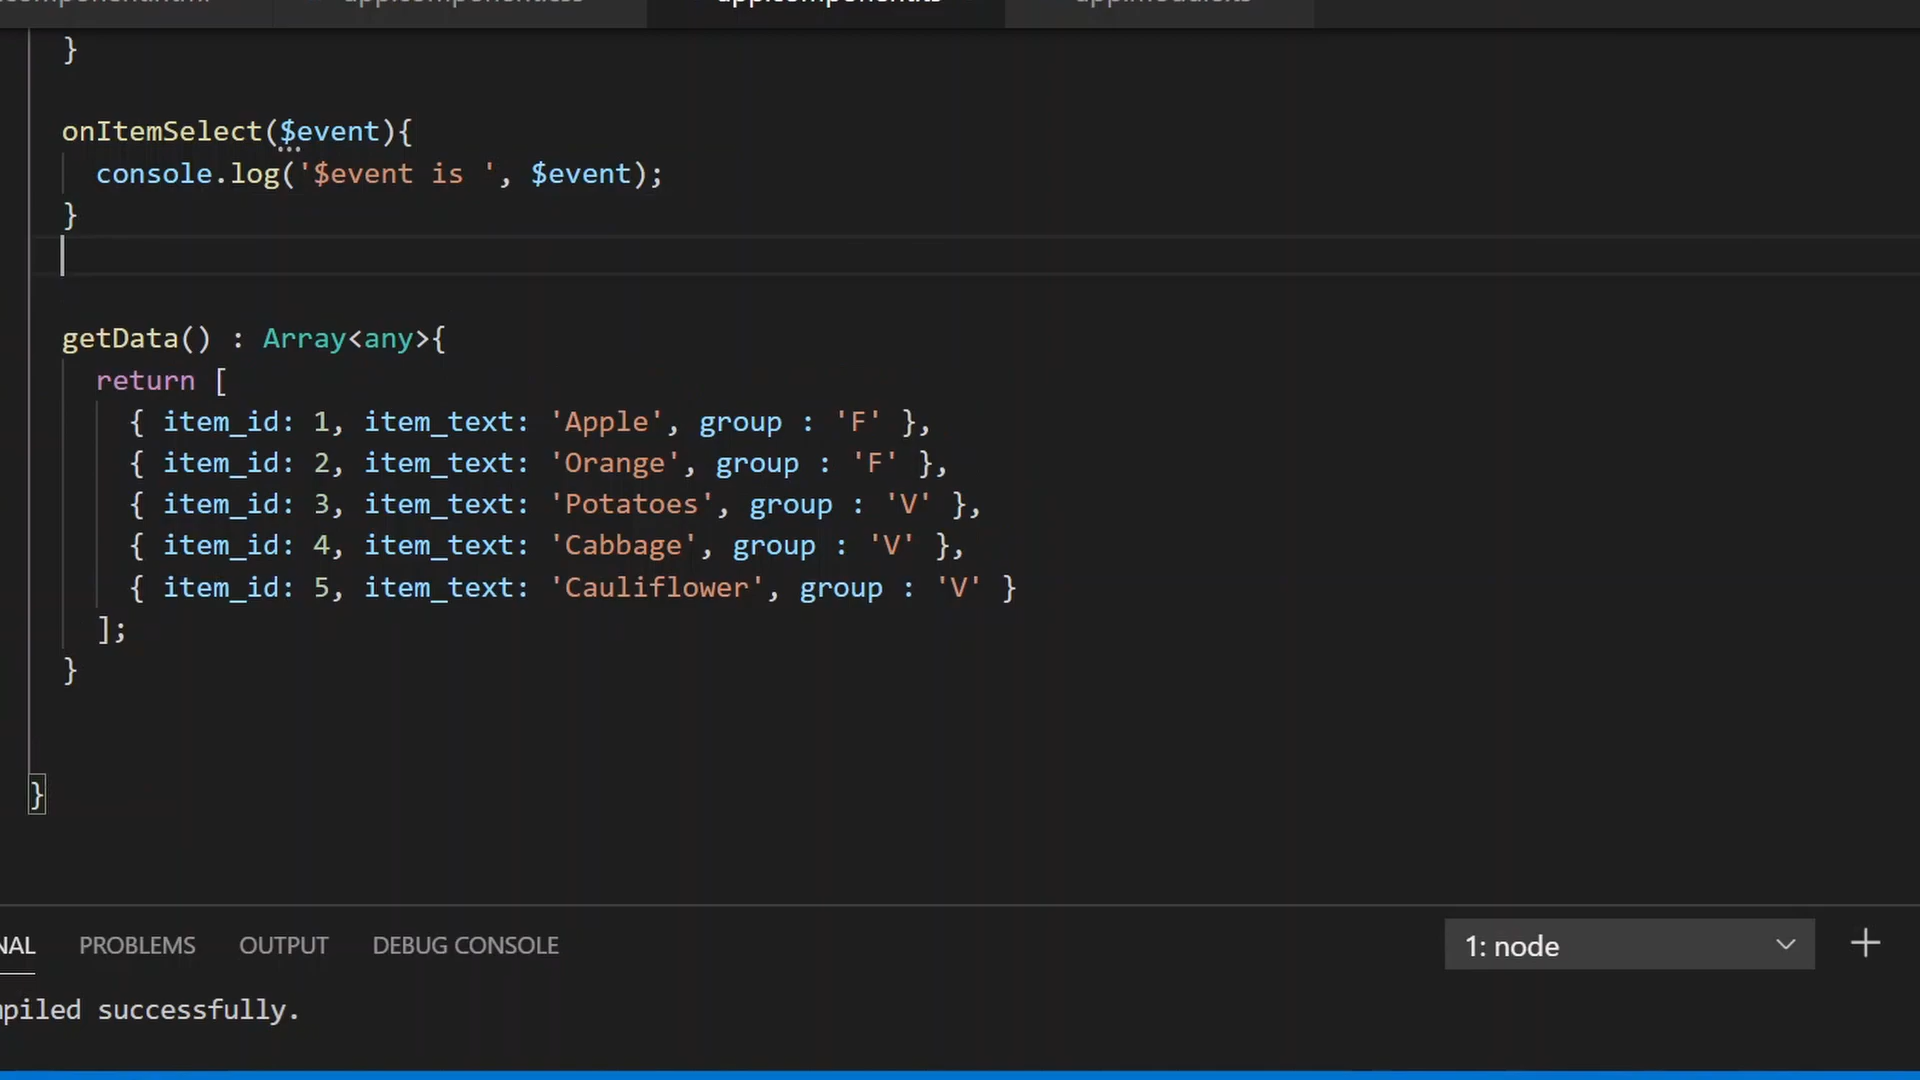 }
onItemSelect($event){
console.log('$event is ', $event);
}
getData() : Array<any>{
return [
{ item_id: 1, item_text: 'Apple', group : 'F' },
{ item_id: 2, item_text: 'Orange', group : 'F' },
{ item_id: 3, item_text: 'Potatoes', group : 'V' },
{ item_id: 4, item_text: 'Cabbage', group : 'V' },
{ item_id: 5, item_text: 'Cauliflower', group : 'V' }
];
}
}
NAL PROBLEMS OUTPUT DEBUG CONSOLE 1: node +
piled successfully.